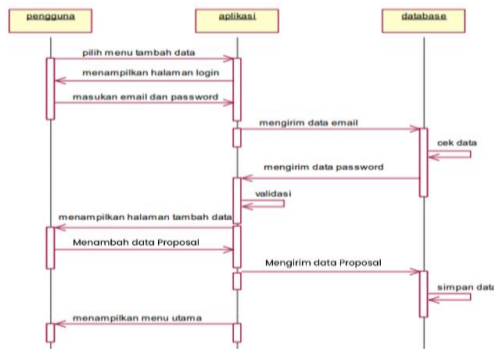 pengguna
aplikasi
database
pilih menu tambah data
menampilkan halaman login
masukan email dan password
mengirim data email
cek data
mengirim data password
validasi
menampilkan halaman tambah data
Menambah data Proposal
Mengirim data Proposal
simpan data
menampilkan menu utama